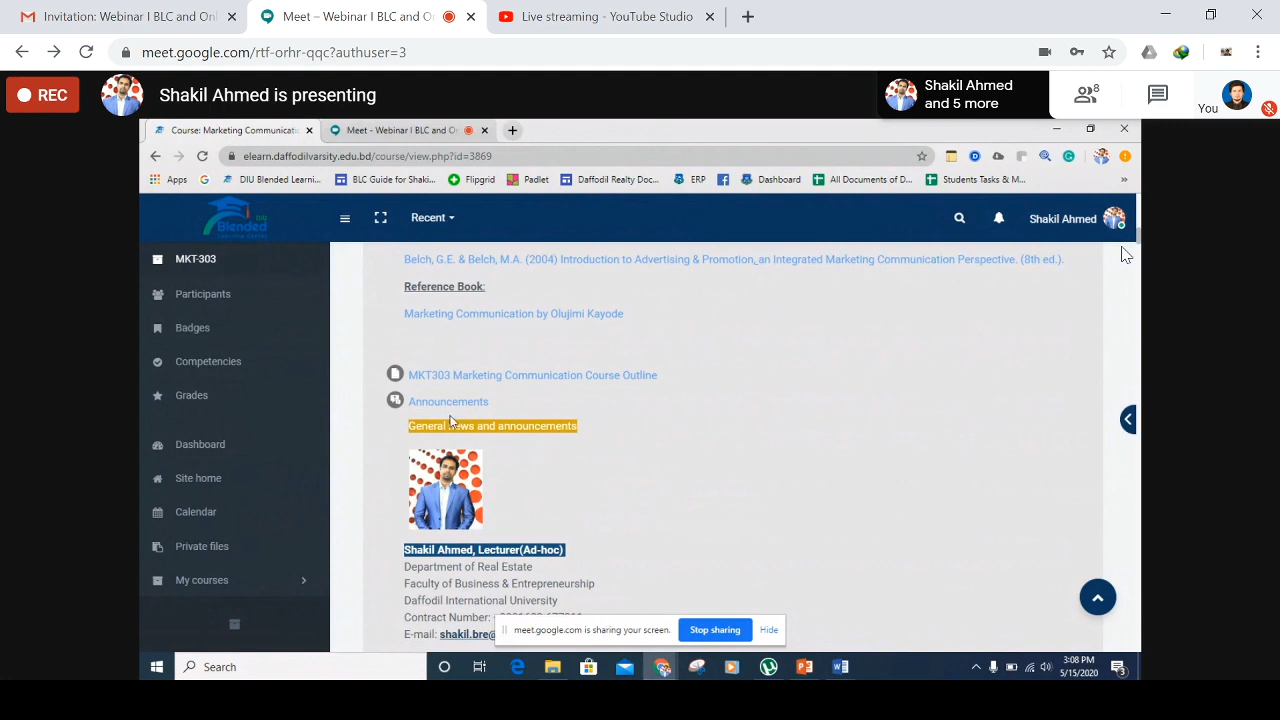 Invitation: Webinar I BLC and Onl
Meet – Webinar I BLC and O
Live streaming - YouTube Studio
meet.google.com/rtf-orhr-qqc?authuser=3
REC
Shakil Ahmed is presenting
Shakil Ahmed
and 5 more
8
You
Course: Marketing Communicati
Meet - Webinar I BLC and O
elearn.daffodilvarsity.edu.bd/course/view.php?id=3869
Apps
DIU Blended Learni...
BLC Guide for Shaki...
Flipgrid
Padlet
Daffodil Realty Doc...
ERP
Dashboard
All Documents of D...
Students Tasks & M...
»
DIU
Blended
Learning Center
Recent
Shakil Ahmed
MKT-303
Participants
Badges
Competencies
Grades
Dashboard
Site home
Calendar
Private files
My courses
Belch, G.E. & Belch, M.A. (2004) Introduction to Advertising & Promotion, an Integrated Marketing Communication Perspective. (8th ed.).
Reference Book:
Marketing Communication by Olujimi Kayode
MKT303 Marketing Communication Course Outline
Announcements
General news and announcements
Shakil Ahmed, Lecturer(Ad-hoc)
Department of Real Estate
Faculty of Business & Entrepreneurship
Daffodil International University
Contract Number:
E-mail: shakil.bre@
meet.google.com is sharing your screen.
Stop sharing
Hide
Search
3:08 PM
5/15/2020
3